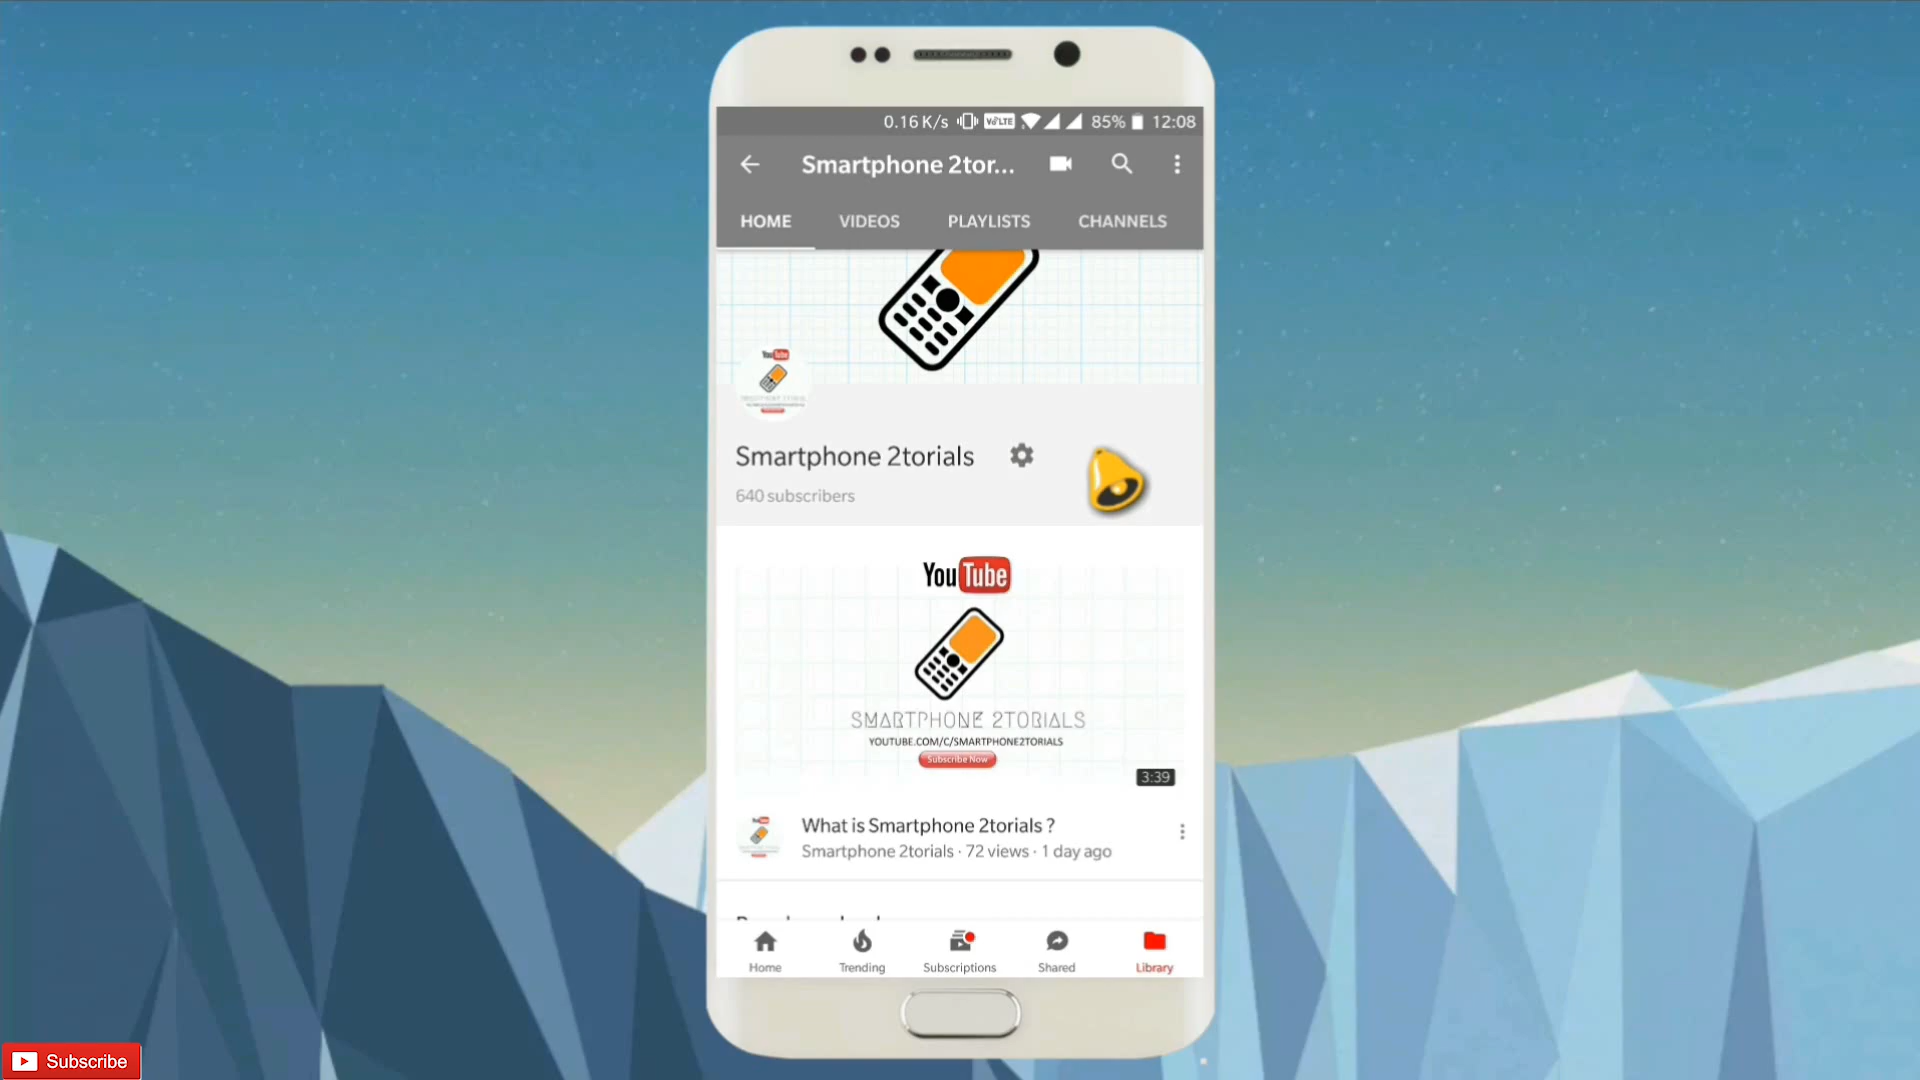 0.16 K/s VoLTE 85% 12:08
Smartphone 2tor...
HOME VIDEOS PLAYLISTS CHANNELS
YouTube
Smartphone 2torials
640 subscribers
YouTube
SMARTPHONE 2TORIALS
YOUTUBE.COM/C/SMARTPHONE2TORIALS
Subscribe Now
3:39
What is Smartphone 2torials ?
Smartphone 2torials · 72 views · 1 day ago
Home Trending Subscriptions Shared Library
Subscribe